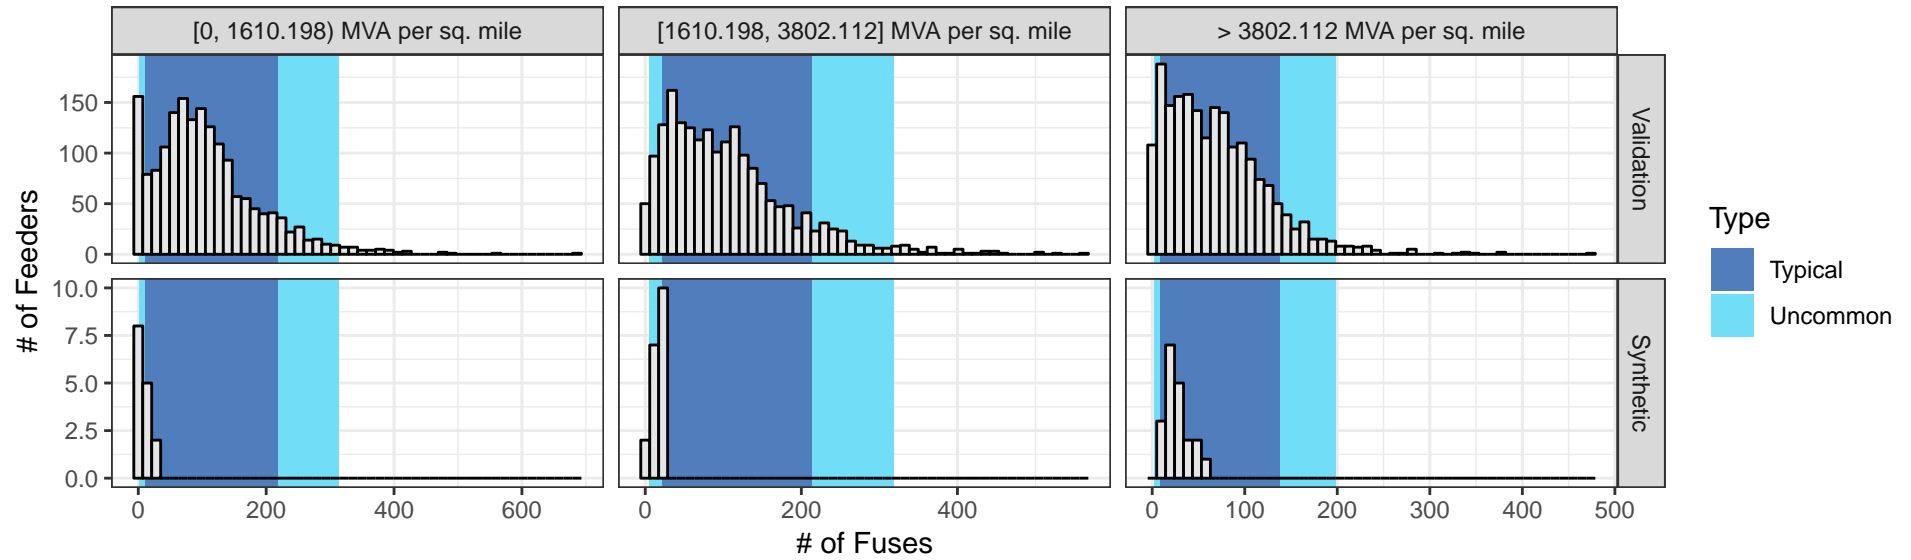 [0, 1610.198) MVA per sq. mile
[1610.198, 3802.112] MVA per sq. mile
> 3802.112 MVA per sq. mile
# of Feeders
150
100
50
0
Validation
10.0
7.5
5.0
2.5
0.0
Synthetic
0 200 400 600
0 200 400
0 100 200 300 400 500
# of Fuses
Type
Typical
Uncommon